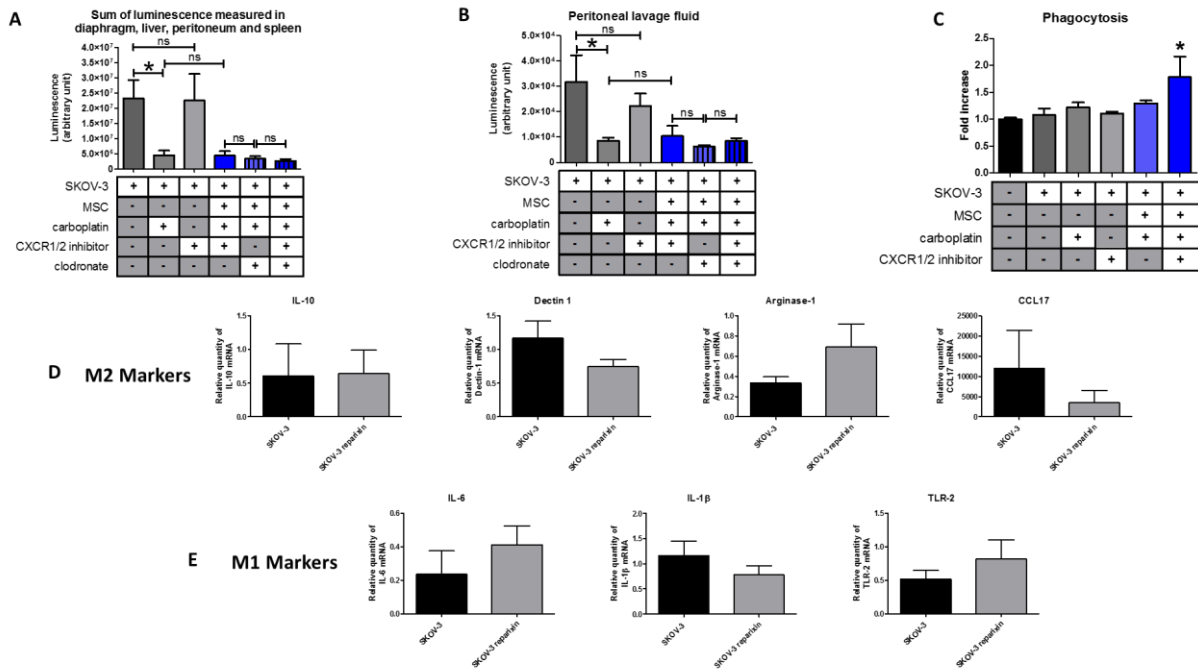 A
Sum of luminescence measured in
diaphragm, liver, peritoneum and spleen
Luminescence
(arbitrary unit)
4.0×10⁷
3.5×10⁷
3.0×10⁷
2.5×10⁷
2.0×10⁷
1.5×10⁷
1.0×10⁷
5.0×10⁶
0
ns
*
ns
ns
ns
SKOV-3 + + + + + +
MSC - - - + + +
carboplatin - + - + + +
CXCR1/2 inhibitor - - + + - +
clodronate - - - - + +
B
Peritoneal lavage fluid
Luminescence
(arbitrary unit)
5.0×10⁴
4.0×10⁴
3.0×10⁴
2.0×10⁴
1.0×10⁴
0
ns
*
ns
ns
ns
SKOV-3 + + + + + +
MSC - - - + + +
carboplatin - + - + + +
CXCR1/2 inhibitor - - + + - +
clodronate - - - - + +
C
Phagocytosis
Fold increase
2.5
2.0
1.5
1.0
0.5
0.0
*
SKOV-3 - + + + + +
MSC - - - - + +
carboplatin - - + - + +
CXCR1/2 inhibitor - - - + - +
D
M2 Markers
IL-10
Relative quantity of
IL-10 mRNA
1.5
1.0
0.5
0.0
SKOV-3
SKOV-3 reparixin
Dectin 1
Relative quantity of
Dectin-1 mRNA
1.5
1.0
0.5
0.0
SKOV-3
SKOV-3 reparixin
Arginase-1
Relative quantity of
Arginase-1 mRNA
1.0
0.8
0.6
0.4
0.2
0.0
SKOV-3
SKOV-3 reparixin
CCL17
Relative quantity of
CCL17 mRNA
25000
20000
15000
10000
5000
0
SKOV-3
SKOV-3 reparixin
E
M1 Markers
IL-6
Relative quantity of
IL-6 mRNA
0.6
0.4
0.2
0.0
SKOV-3
SKOV-3 reparixin
IL-1β
Relative quantity of
IL-1β mRNA
2.0
1.5
1.0
0.5
0.0
SKOV-3
SKOV-3 reparixin
TLR-2
Relative quantity of
TLR-2 mRNA
1.5
1.0
0.5
0.0
SKOV-3
SKOV-3 reparixin